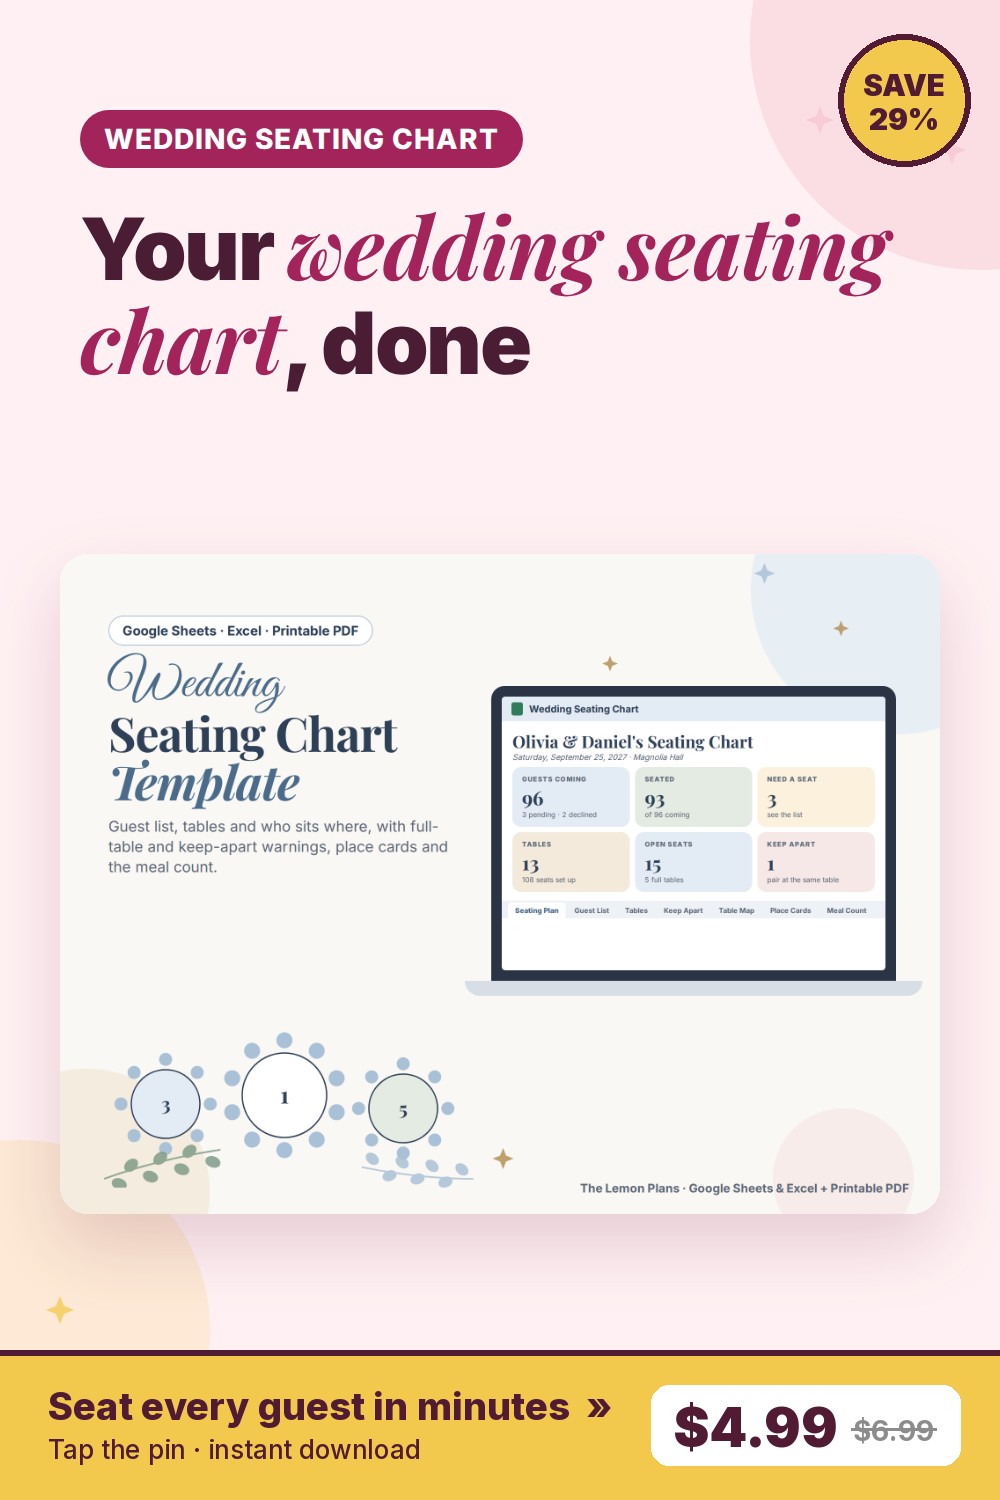 SAVE
29%
WEDDING SEATING CHART
Your wedding seating
chart, done
Google Sheets · Excel · Printable PDF
Wedding
Seating Chart
Template
Guest list, tables and who sits where, with full-
table and keep-apart warnings, place cards and
the meal count.
Wedding Seating Chart
Olivia & Daniel's Seating Chart
Saturday, September 25, 2027 · Magnolia Hall
GUESTS COMING
96
3 pending · 2 declined
SEATED
93
of 96 coming
NEED A SEAT
3
see the list
TABLES
13
108 seats set up
OPEN SEATS
15
5 full tables
KEEP APART
1
pair at the same table
Seating Plan Guest List Tables Keep Apart Table Map Place Cards Meal Count
3
1
5
The Lemon Plans · Google Sheets & Excel + Printable PDF
Seat every guest in minutes »
Tap the pin · instant download
$4.99 $6.99